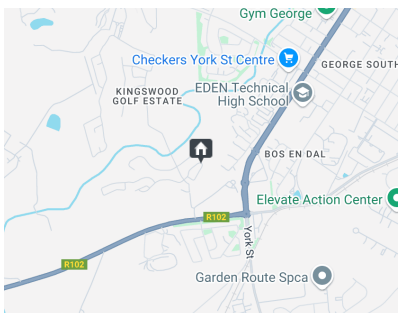 Gym George
Checkers York St Centre
GEORGE SOUTH
EDEN Technical
High School
KINGSWOOD
GOLF ESTATE
BOS EN DAL
Elevate Action Center
R102
York St
R102
Garden Route Spca